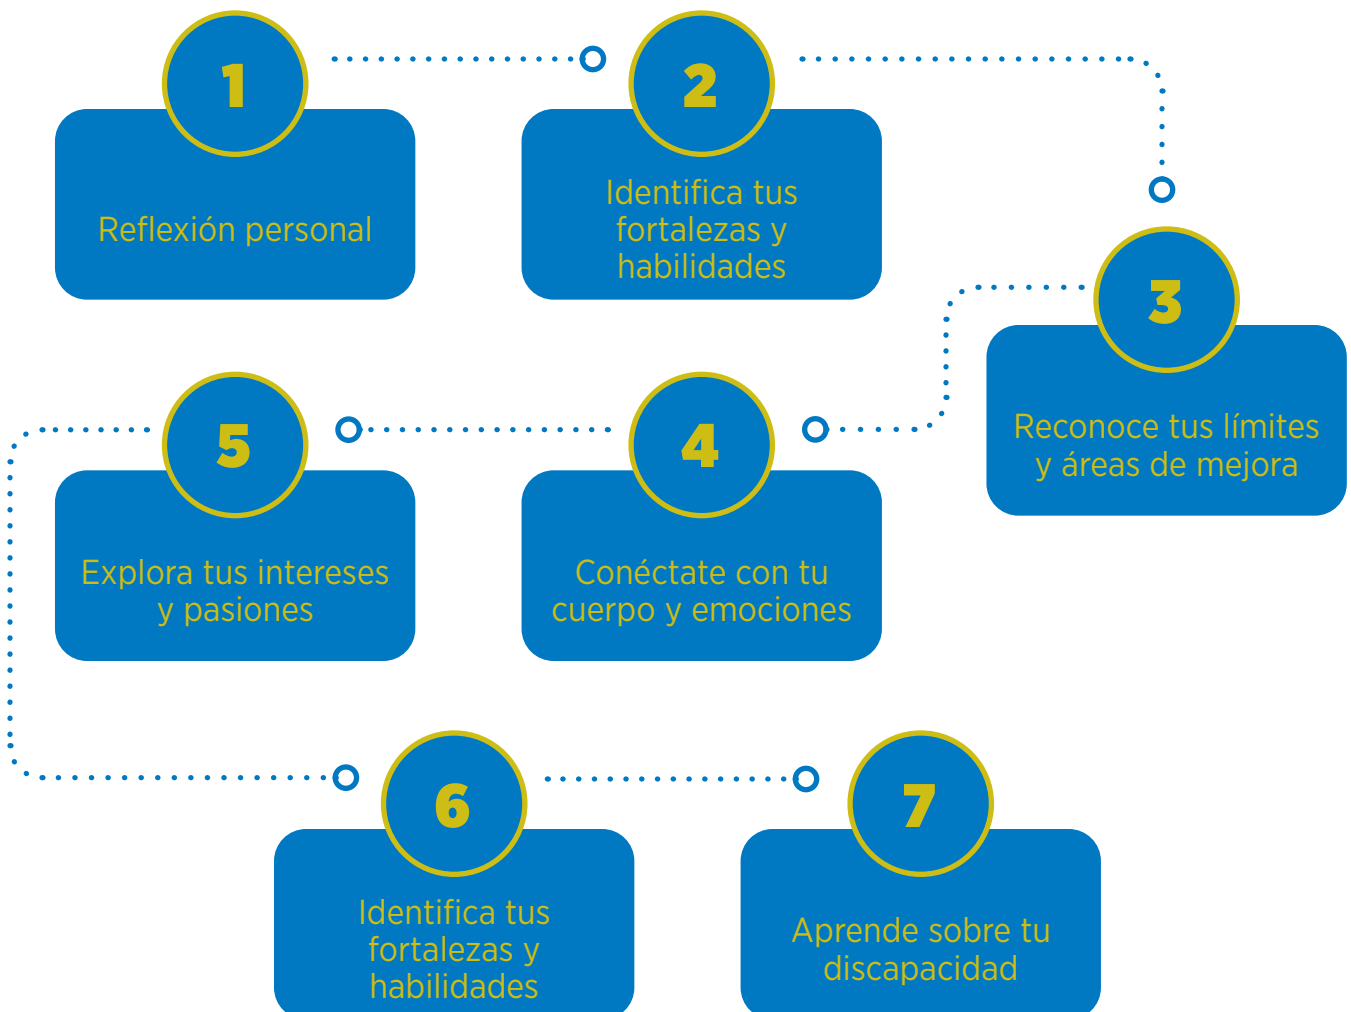 1
Reflexión personal
2
Identifica tus
fortalezas y
habilidades
3
Reconoce tus límites
y áreas de mejora
4
Conéctate con tu
cuerpo y emociones
5
Explora tus intereses
y pasiones
6
Identifica tus
fortalezas y
habilidades
7
Aprende sobre tu
discapacidad